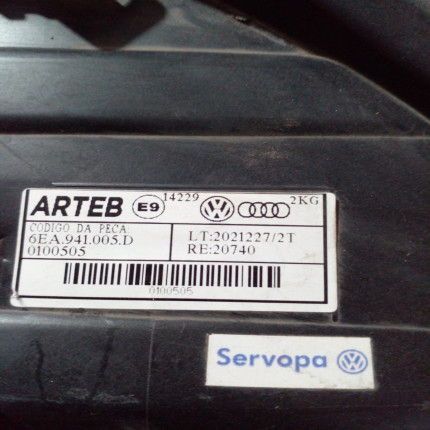 ARTEB E9 14229 2KG
CODIGO DA PECA:
6EA.941.005.D LT:2021227/2T
0100505 RE:20740
0100505
Servopa